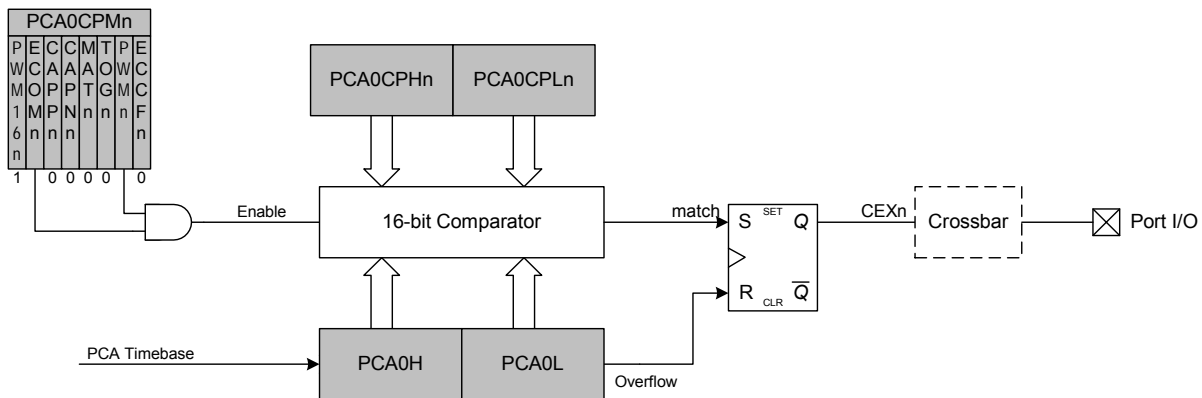 PCA0CPMn
PWM16n
ECOMn
CAPPn
CAPNn
MATn
TOGn
PWMn
ECCFn
1 0 0 0 0 0
PCA0CPHn
PCA0CPLn
Enable
16-bit Comparator
match
S SET Q
R CLR Q̅
CEXn
Crossbar
Port I/O
PCA Timebase
PCA0H
PCA0L
Overflow